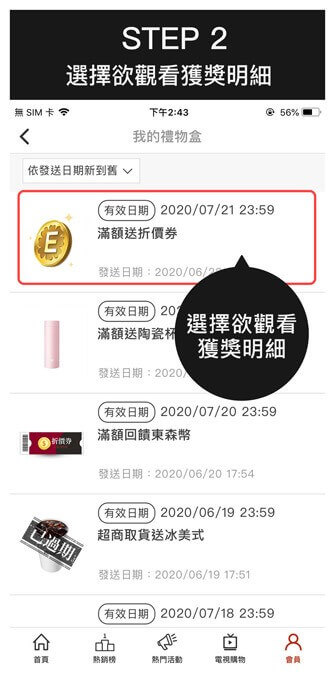 STEP 2
選擇欲觀看獲獎明細
無 SIM 卡 下午2:43 56%
我的禮物盒
依發送日期新到舊
有效日期 2020/07/21 23:59
滿額送折價券
發送日期：2020/06/2
有效日期 20
滿額送陶瓷杯
發送日期：2020/
選擇欲觀看
獲獎明細
有效日期 2020/07/20 23:59
折價券
滿額回饋東森幣
發送日期：2020/06/20 17:54
有效日期 2020/06/19 23:59
已過期
超商取貨送冰美式
發送日期：2020/06/19 17:51
有效日期 2020/07/18 23:59
首頁 熱銷榜 熱門活動 電視購物 會員